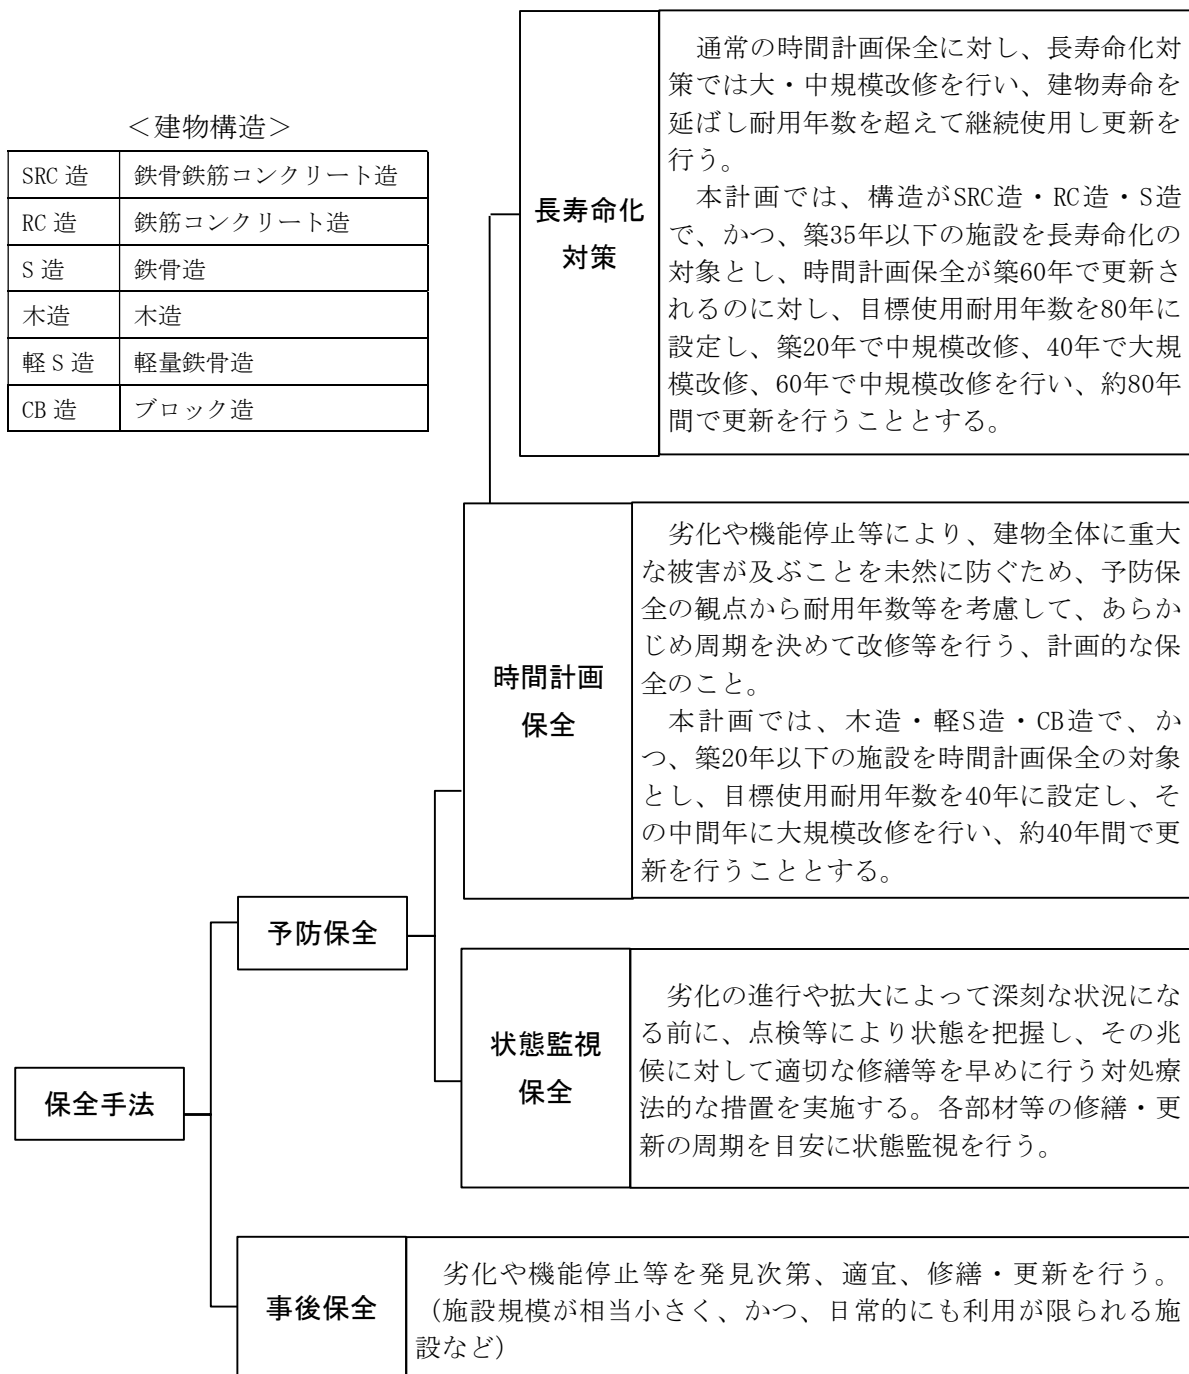 ＜建物構造＞
SRC 造 鉄骨鉄筋コンクリート造
RC 造 鉄筋コンクリート造
S 造 鉄骨造
木造 木造
軽 S 造 軽量鉄骨造
CB 造 ブロック造
長寿命化
対策
通常の時間計画保全に対し、長寿命化対
策では大・中規模改修を行い、建物寿命を
延ばし耐用年数を超えて継続使用し更新を
行う。
本計画では、構造がSRC造・RC造・S造
で、かつ、築35年以下の施設を長寿命化の
対象とし、時間計画保全が築60年で更新さ
れるのに対し、目標使用耐用年数を80年に
設定し、築20年で中規模改修、40年で大規
模改修、60年で中規模改修を行い、約80年
間で更新を行うこととする。
時間計画
保全
劣化や機能停止等により、建物全体に重大
な被害が及ぶことを未然に防ぐため、予防保
全の観点から耐用年数等を考慮して、あらか
じめ周期を決めて改修等を行う、計画的な保
全のこと。
本計画では、木造・軽S造・CB造で、か
つ、築20年以下の施設を時間計画保全の対象
とし、目標使用耐用年数を40年に設定し、そ
の中間年に大規模改修を行い、約40年間で更
新を行うこととする。
予防保全
状態監視
保全
劣化の進行や拡大によって深刻な状況にな
る前に、点検等により状態を把握し、その兆
候に対して適切な修繕等を早めに行う対処療
法的な措置を実施する。各部材等の修繕・更
新の周期を目安に状態監視を行う。
保全手法
事後保全
劣化や機能停止等を発見次第、適宜、修繕・更新を行う。
（施設規模が相当小さく、かつ、日常的にも利用が限られる施
設など）